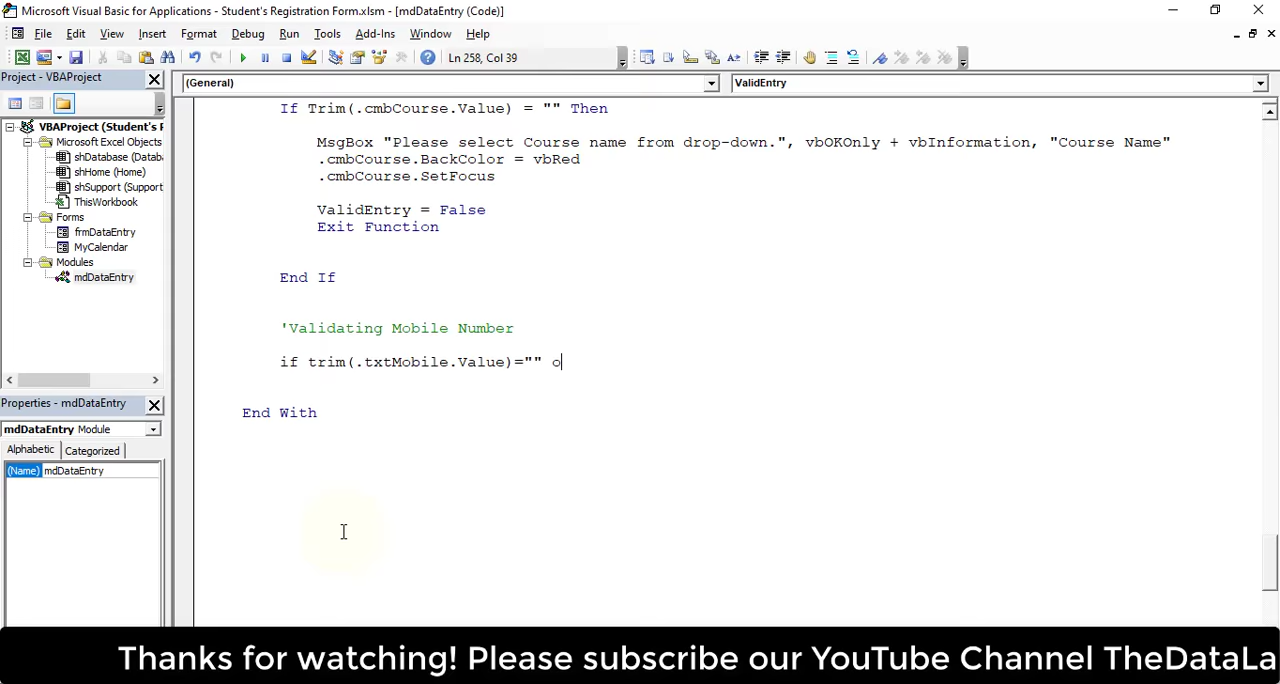 Microsoft Visual Basic for Applications - Student's Registration Form.xlsm - [mdDataEntry (Code)]
File Edit View Insert Format Debug Run Tools Add-Ins Window Help
Ln 258, Col 39
Project - VBAProject
(General)
ValidEntry
VBAProject (Student's F
Microsoft Excel Objects
shDatabase (Datab
shHome (Home)
shSupport (Support
ThisWorkbook
Forms
frmDataEntry
MyCalendar
Modules
mdDataEntry
Properties - mdDataEntry
mdDataEntry Module
Alphabetic Categorized
(Name) mdDataEntry
If Trim(.cmbCourse.Value) = "" Then
MsgBox "Please select Course name from drop-down.", vbOKOnly + vbInformation, "Course Name"
.cmbCourse.BackColor = vbRed
.cmbCourse.SetFocus
ValidEntry = False
Exit Function
End If
'Validating Mobile Number
if trim(.txtMobile.Value)="" o
End With
Thanks for watching! Please subscribe our YouTube Channel TheDataLa